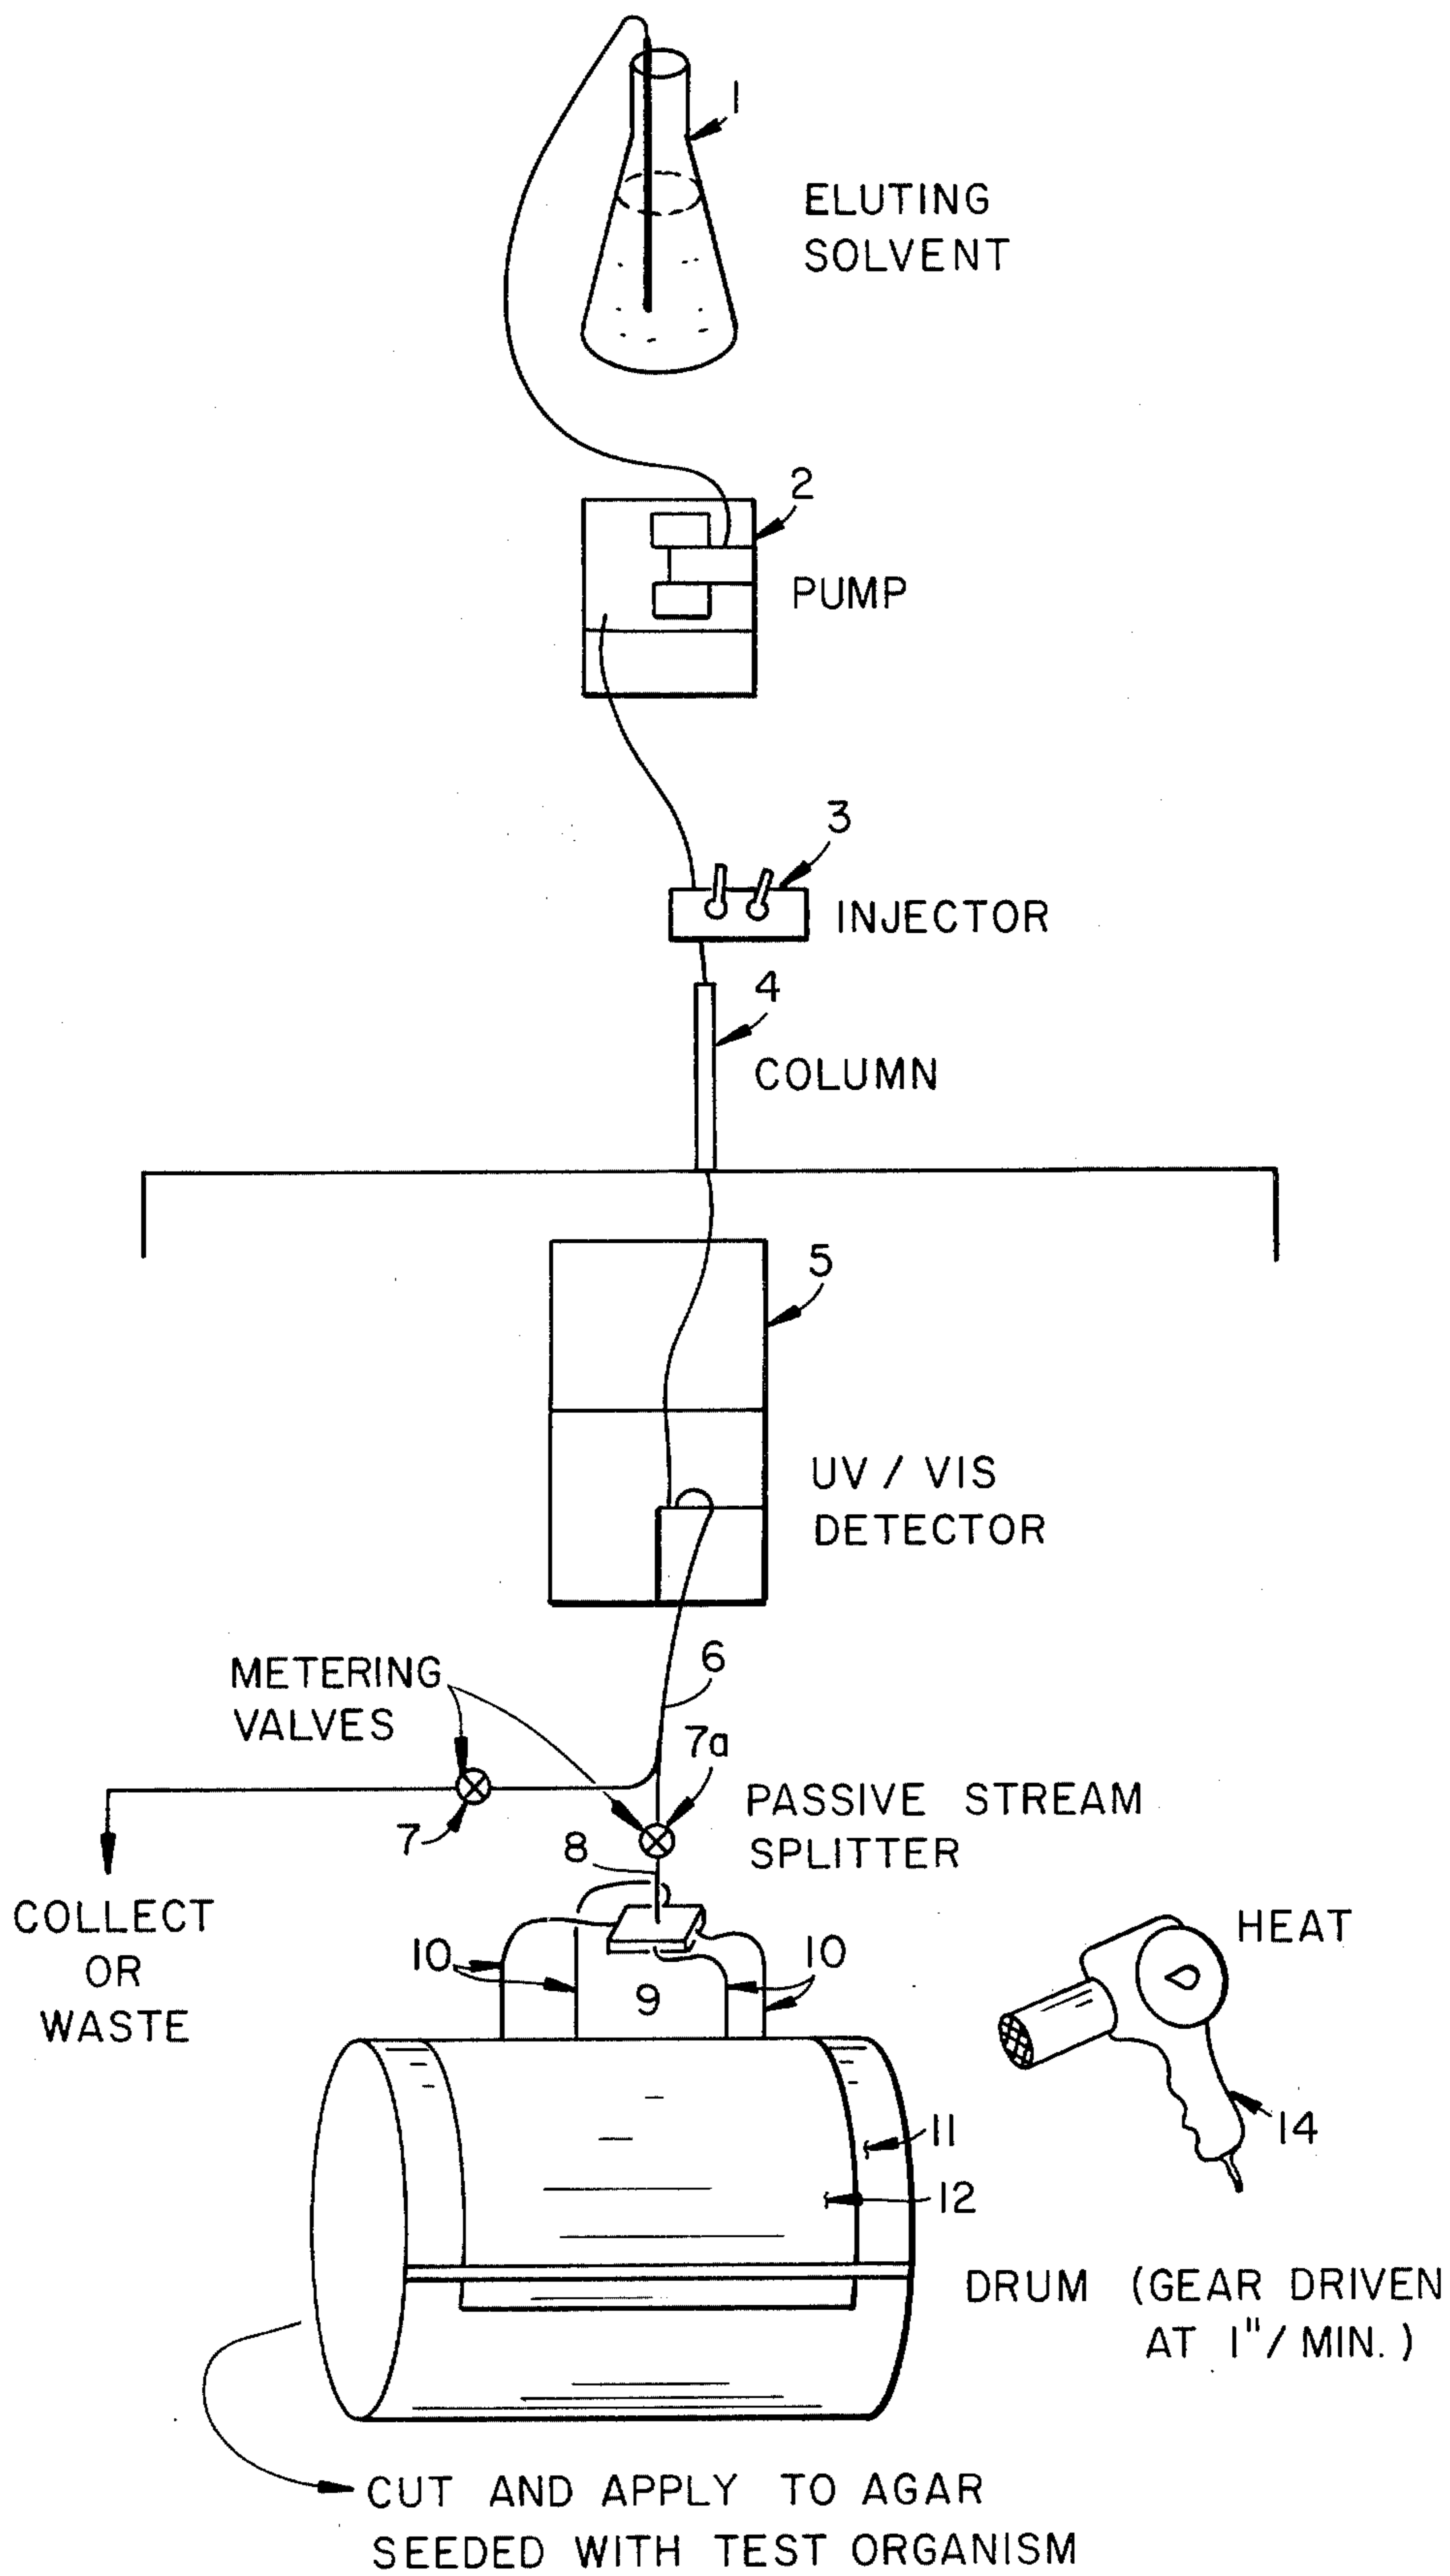 1
ELUTING
SOLVENT
2
PUMP
3
INJECTOR
4
COLUMN
5
UV / VIS
DETECTOR
6
METERING
VALVES
7a
7
PASSIVE STREAM
SPLITTER
8
COLLECT
OR
WASTE
10
9
10
HEAT
14
11
12
DRUM (GEAR DRIVEN
AT 1"/ MIN.)
CUT AND APPLY TO AGAR
SEEDED WITH TEST ORGANISM